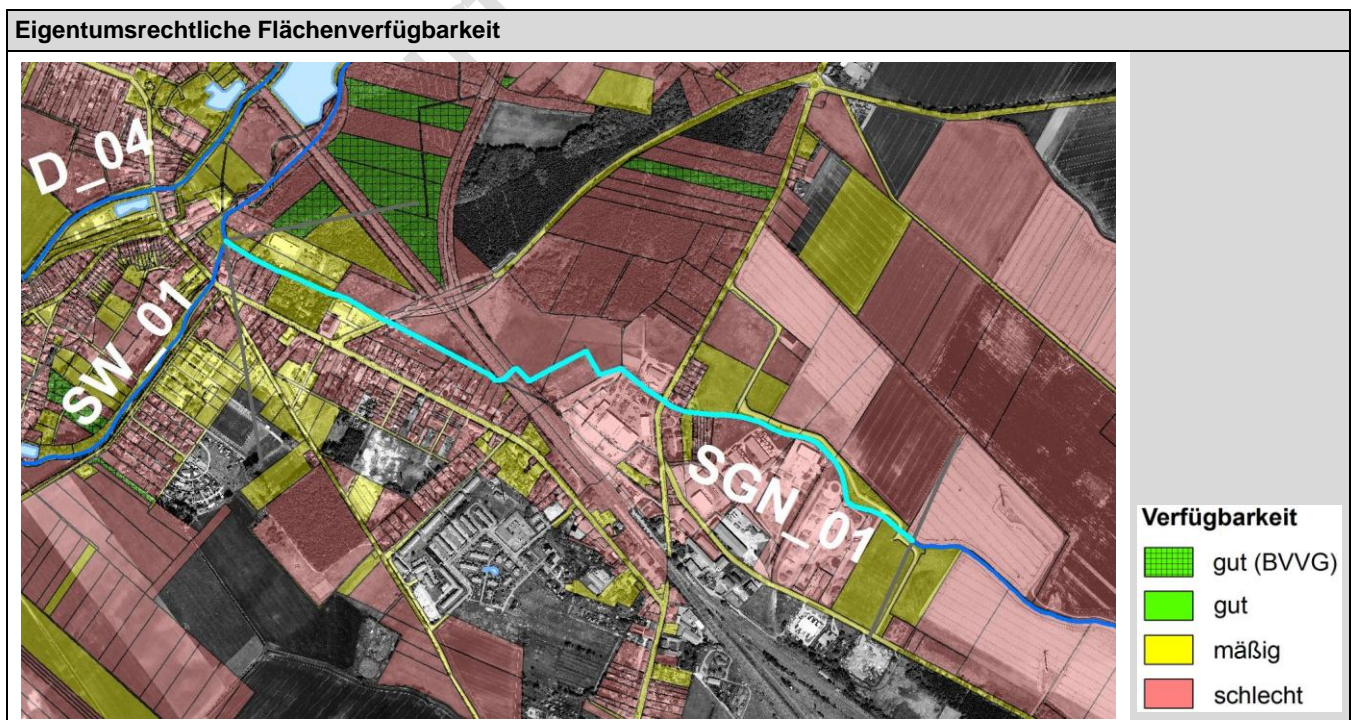 Eigentumsrechtliche Flächenverfügbarkeit
D_04
SW_01
SGN_01
Verfügbarkeit
gut (BVVG)
gut
mäßig
schlecht